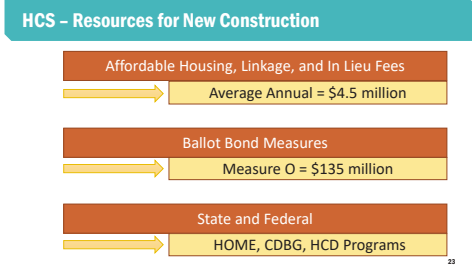 HCS – Resources for New Construction
Affordable Housing, Linkage, and In Lieu Fees
Average Annual = $4.5 million
Ballot Bond Measures
Measure O = $135 million
State and Federal
HOME, CDBG, HCD Programs
23